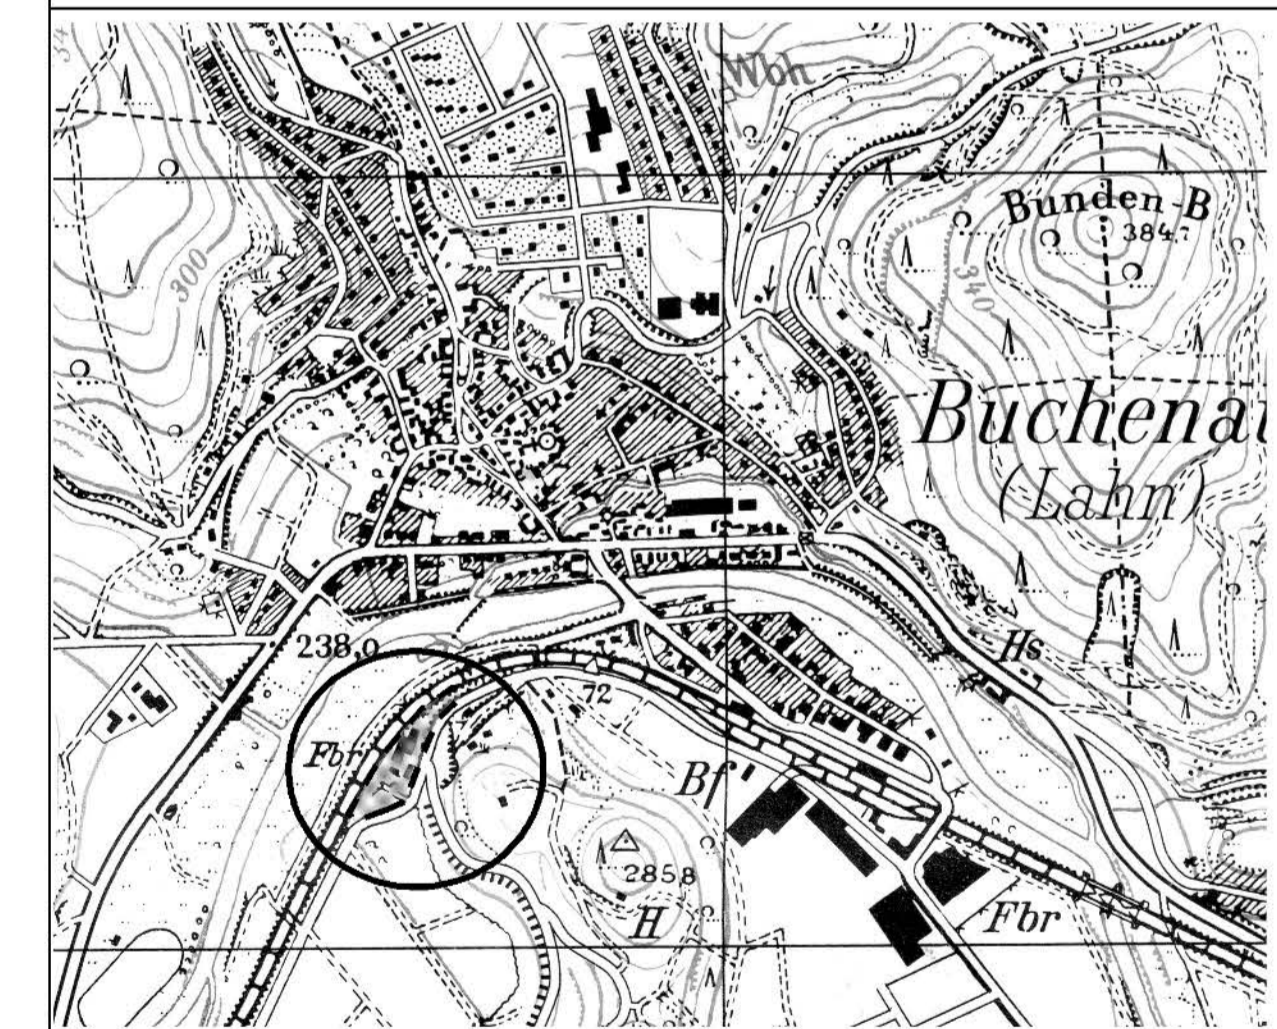 Wbh
Bunden-B
384,7
300
340
Buchenau
(Lahn)
238,0
Hs
72
Fbr
Bf
285,8
H
Fbr